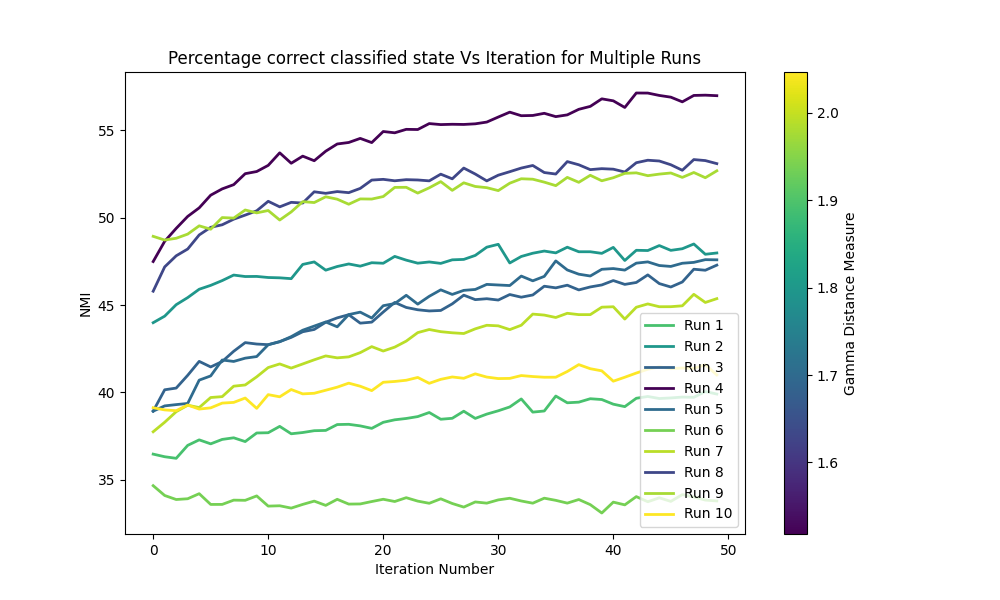 Percentage correct classified state Vs Iteration for Multiple Runs
NMI
55
50
45
40
35
0
10
20
30
40
50
Iteration Number
Run 1
Run 2
Run 3
Run 4
Run 5
Run 6
Run 7
Run 8
Run 9
Run 10
2.0
1.9
1.8
1.7
1.6
Gamma Distance Measure